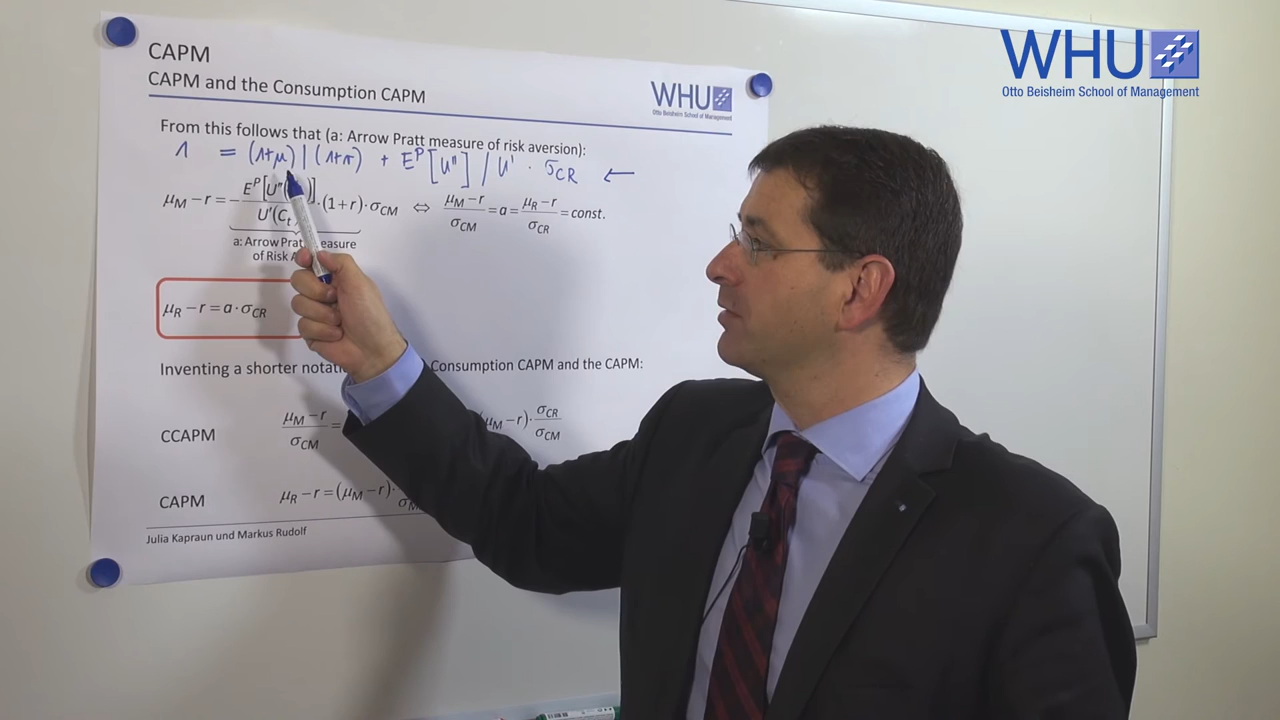 WHU
Otto Beisheim School of Management
CAPM
CAPM and the Consumption CAPM
WHU
Otto Beisheim School of Management
From this follows that (a: Arrow Pratt measure of risk aversion):
1 = (1+μ) | (1+r) + E^P [U''] / U' · σ_CR ←
μ_M − r = − E^P[U''( )] / U'(C_t · (1+r) · σ_CM ⇔ μ_M − r / σ_CM = a = μ_R − r / σ_CR = const.
a: Arrow Prat measure
of Risk A
μ_R − r = a · σ_CR
Inventing a shorter notati Consumption CAPM and the CAPM:
CCAPM μ_M − r / σ_CM = (μ_M − r) · σ_CR / σ_CM
CAPM μ_R − r = (μ_M − r) ·
Julia Kapraun und Markus Rudolf